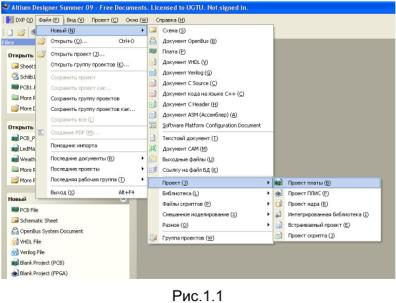 Altium Designer Summer 09 - Free Documents. Licensed to UGTU. Not signed in.
DXP (X) Файл (F) Вид (V) Проект (C) Окно (W) Справка (H)
Files
Открыть
Sheet
Schlib1
PCB1.
More F
More F
Открыть
PCB_P
LedMa
Weath
More F
More F
Новый
PCB File
Schematic Sheet
OpenBus System Document
VHDL File
Verilog File
Blank Project (PCB)
Blank Project (FPGA)
Новый (N)
Открыть (O)... Ctrl+O
Открыть проект (J)...
Открыть группу проектов (K)...
Сохранить проект
Сохранить проект как...
Сохранить группу проектов
Сохранить группу проектов как...
Сохранить все (L)
Создание PDF (M)...
Помощник импорта
Последние документы (R)
Последние проекты
Последняя рабочая группа (T)
Выход (X) Alt+F4
Схема (S)
Документ OpenBus (B)
Плата (P)
Документ VHDL (V)
Документ Verilog (G)
Документ C Source (C)
Документ кода на языке C++ (C)
Документ C Header (H)
Документ ASM (Ассемблер) (A)
Software Platform Configuration Document
Текстовый документ (T)
Документ CAM (M)
Выходные файлы (U)
Ссылку на файл БД (K)
Проект (J)
Библиотека (L)
Файлы скриптов (P)
Смешанное моделирование (X)
Разное (O)
Группа проектов (W)
Проект платы (B)
Проект ПЛИС (F)
Проект ядра (R)
Интегрированная библиотека (I)
Встраиваемый проект (E)
Проект скрипта (J)
Рис.1.1